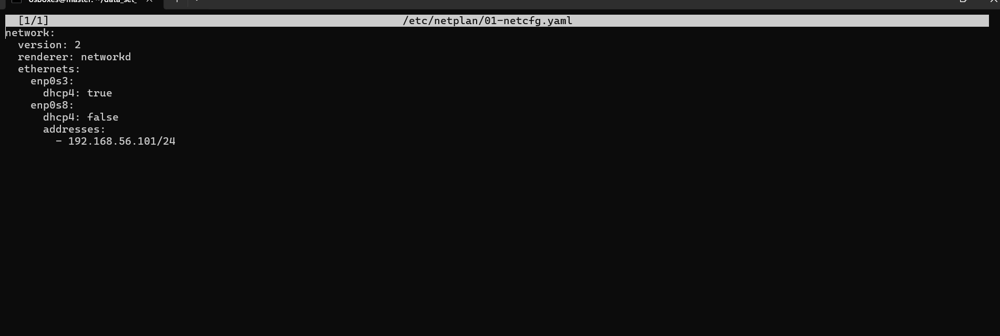 osboxes@master: ~/data_set_
[1/1] /etc/netplan/01-netcfg.yaml
network:
  version: 2
  renderer: networkd
  ethernets:
    enp0s3:
      dhcp4: true
    enp0s8:
      dhcp4: false
      addresses:
        - 192.168.56.101/24